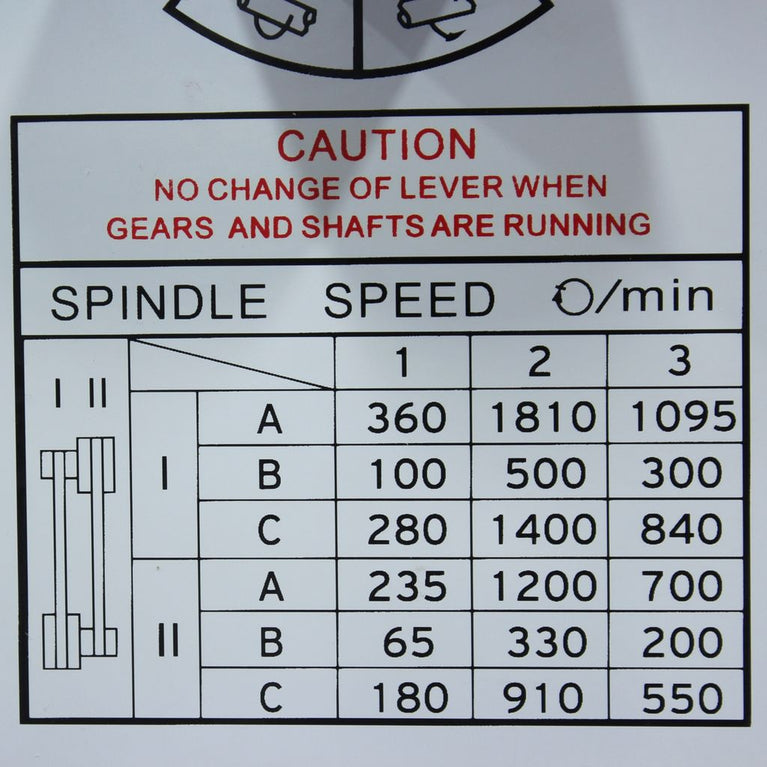 CAUTION
NO CHANGE OF LEVER WHEN
GEARS AND SHAFTS ARE RUNNING
SPINDLE SPEED /min
I II
1 2 3
I
A 360 1810 1095
B 100 500 300
C 280 1400 840
II
A 235 1200 700
B 65 330 200
C 180 910 550